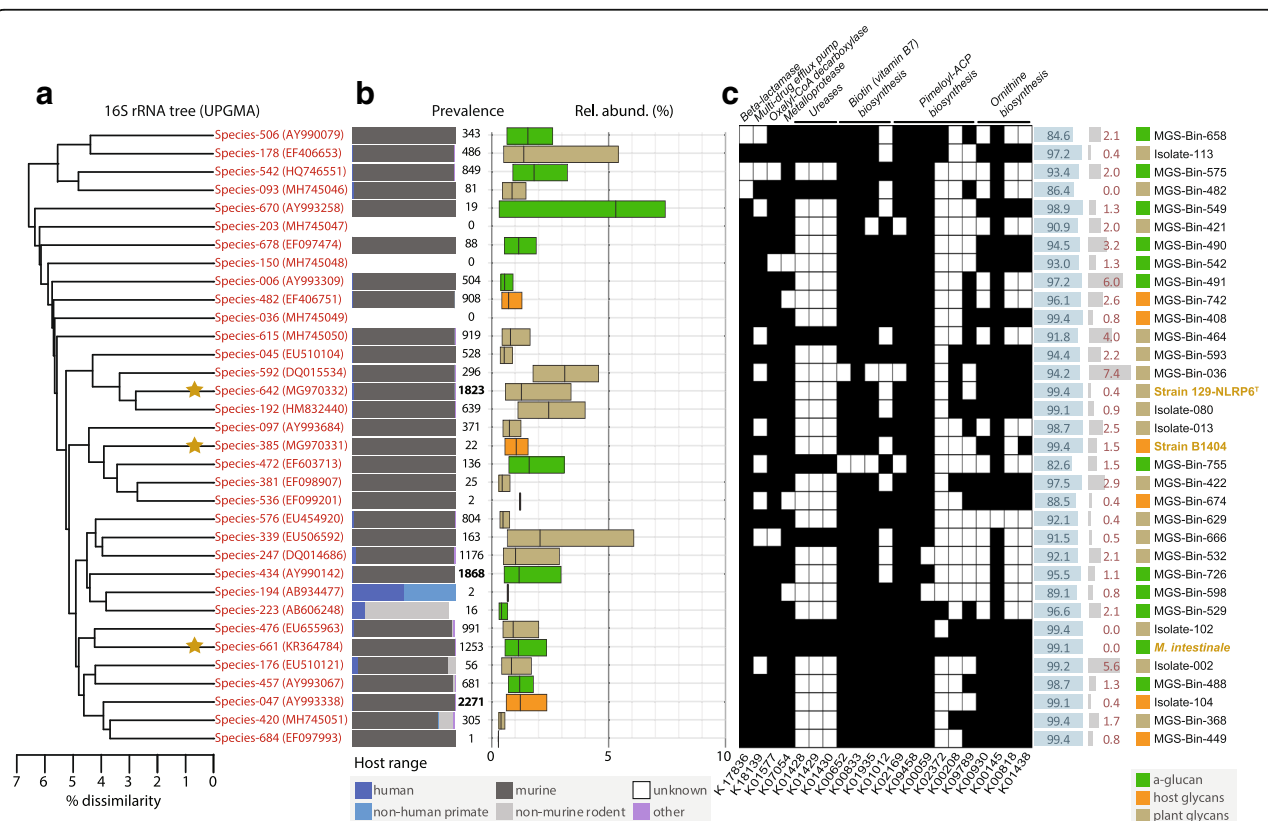 a
b
c
16S rRNA tree (UPGMA)
Prevalence
Rel. abund. (%)
Beta-lactamase
Multi-drug efflux pump
Oxalyl-CoA decarboxylase
Metalloprotease
Ureases
Biotin (vitamin B7)
biosynthesis
Pimeloyl-ACP
biosynthesis
Ornithine
biosynthesis
Species-506 (AY990079) 343 84.6 2.1 MGS-Bin-658
Species-178 (EF406653) 486 97.2 0.4 Isolate-113
Species-542 (HQ746551) 849 93.4 2.0 MGS-Bin-575
Species-093 (MH745046) 81 86.4 0.0 MGS-Bin-482
Species-670 (AY993258) 19 98.9 1.3 MGS-Bin-549
Species-203 (MH745047) 0 90.9 2.0 MGS-Bin-421
Species-678 (EF097474) 88 94.5 3.2 MGS-Bin-490
Species-150 (MH745048) 0 93.0 1.3 MGS-Bin-542
Species-006 (AY993309) 504 97.2 6.0 MGS-Bin-491
Species-482 (EF406751) 908 96.1 2.6 MGS-Bin-742
Species-036 (MH745049) 0 99.4 0.8 MGS-Bin-408
Species-615 (MH745050) 919 91.8 4.0 MGS-Bin-464
Species-045 (EU510104) 528 94.4 2.2 MGS-Bin-593
Species-592 (DQ015534) 296 94.2 7.4 MGS-Bin-036
Species-642 (MG970332) 1823 99.4 0.4 Strain 129-NLRP6ᵀ
Species-192 (HM832440) 639 99.1 0.9 Isolate-080
Species-097 (AY993684) 371 98.7 2.5 Isolate-013
Species-385 (MG970331) 22 99.4 1.5 Strain B1404
Species-472 (EF603713) 136 82.6 1.5 MGS-Bin-755
Species-381 (EF098907) 25 97.5 2.9 MGS-Bin-422
Species-536 (EF099201) 2 88.5 0.4 MGS-Bin-674
Species-576 (EU454920) 804 92.1 0.4 MGS-Bin-629
Species-339 (EU506592) 163 91.5 0.5 MGS-Bin-666
Species-247 (DQ014686) 1176 92.1 2.1 MGS-Bin-532
Species-434 (AY990142) 1868 95.5 1.1 MGS-Bin-726
Species-194 (AB934477) 2 89.1 0.8 MGS-Bin-598
Species-223 (AB606248) 16 96.6 2.1 MGS-Bin-529
Species-476 (EU655963) 991 99.4 0.0 Isolate-102
Species-661 (KR364784) 1253 99.1 0.0 M. intestinale
Species-176 (EU510121) 56 99.2 5.6 Isolate-002
Species-457 (AY993067) 681 98.7 1.3 MGS-Bin-488
Species-047 (AY993338) 2271 99.1 0.4 Isolate-104
Species-420 (MH745051) 305 99.4 1.7 MGS-Bin-368
Species-684 (EF097993) 1 99.4 0.8 MGS-Bin-449
7 6 5 4 3 2 1 0
% dissimilarity
Host range
0 5 10
human
murine
unknown
non-human primate
non-murine rodent
other
K17836
K18139
K01577
K07054
K01428
K01429
K01430
K00652
K00833
K01935
K01012
K02169
K09458
K00059
K02372
K00208
K09789
K00930
K00145
K00818
K01438
a-glucan
host glycans
plant glycans